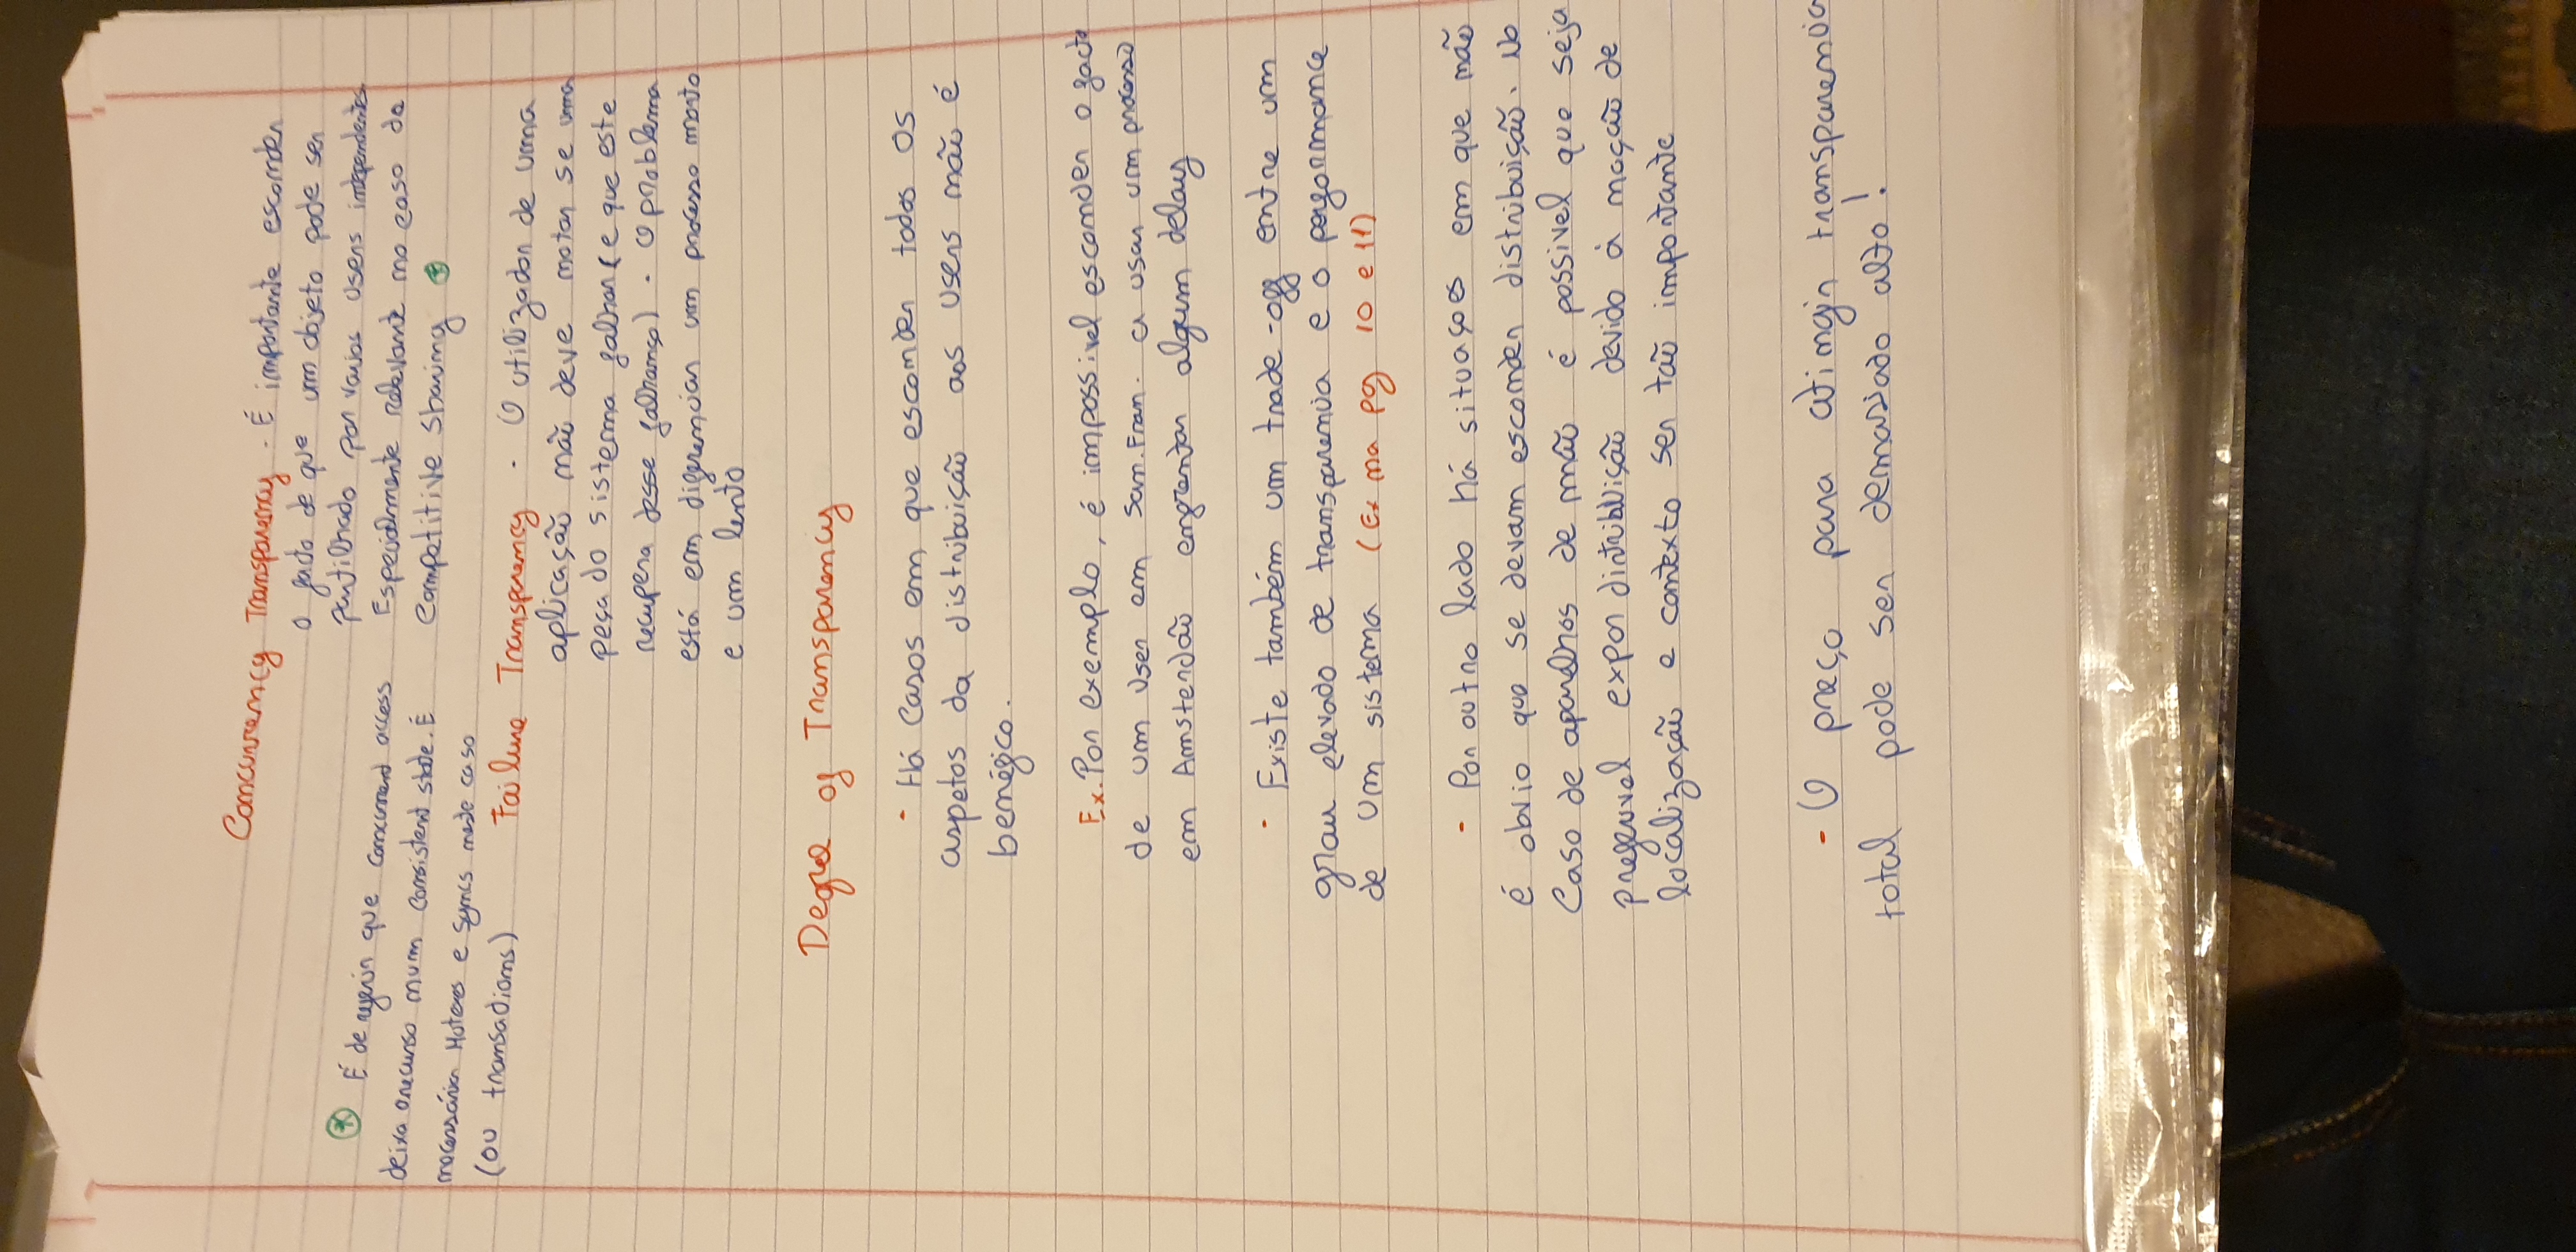 Concurrency Transparency - É importante esconder
o facto de que um objeto pode ser
partilhado por varios users independentes
Especialmente relevante no caso de
competitive sharing *
* É de referir que concurrent access
deixa o recurso num consistent state. É
necessário Mutexes e Syncs neste caso
(ou transactions)
Failure Transparency - O utilizador de uma
aplicação não deve notar se uma
peça do sistema falhar (e que este
recupera desse falhanço). O problema
está em diferenciar um processo morto
e um lento
Degree of Transparency
- Há casos em que esconder todos os
aspetos da distribuição aos users não é
benéfico.
Ex. Por exemplo, é impossivel esconder o facto
de um user em San. Fran. a usar um processo
em Amsterdão enfrentar algum delay
- Existe também um trade-off entre um
grau elevado de transparencia e o performance
de um sistema (Ex na pg 10 e 11)
- Por outro lado há situações em que não
é obvio que se devam esconder distribuição. No
caso de aparelhos de mão é possivel que seja
preferivel expor distribuição devido à noção de
localização e contexto ser tão importante
- O preço para atingir transparencia
total pode ser demasiado alto!